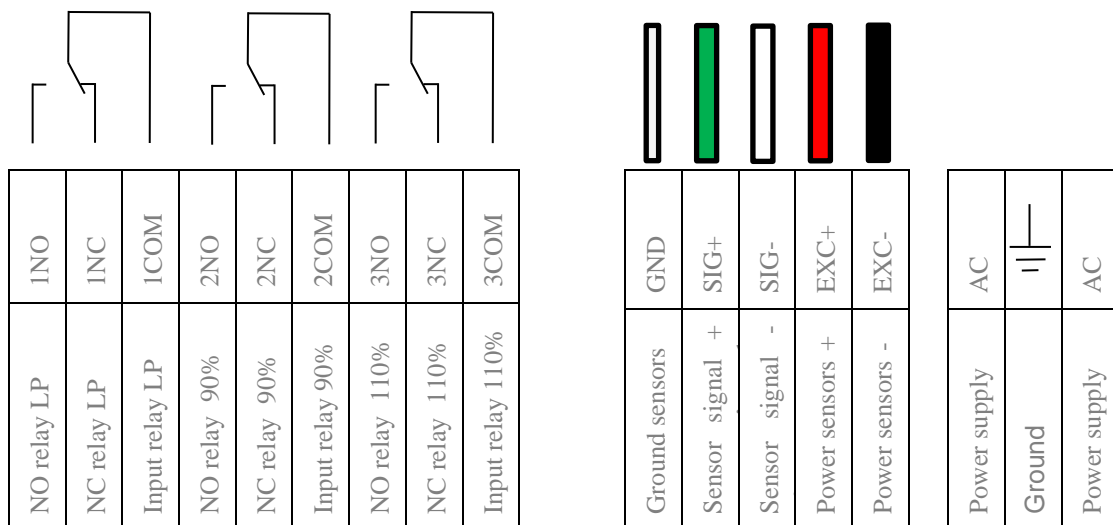 1NO
1NC
1COM
2NO
2NC
2COM
3NO
3NC
3COM
NO relay LP
NC relay LP
Input relay LP
NO relay 90%
NC relay 90%
Input relay 90%
NO relay 110%
NC relay 110%
Input relay 110%
GND
SIG+
SIG-
EXC+
EXC-
Ground sensors
Sensor signal +
Sensor signal -
Power sensors +
Power sensors -
AC
AC
Power supply
Ground
Power supply